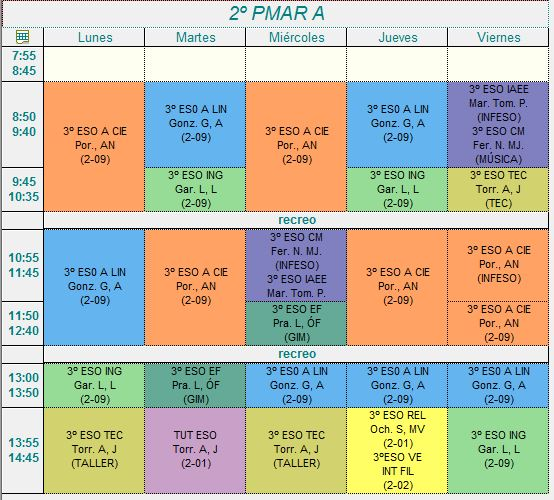 2º PMAR A
Lunes Martes Miércoles Jueves Viernes
7:55
8:45
8:50
9:40
3º ESO A CIE
Por., AN
(2-09)
3º ES0 A LIN
Gonz. G, A
(2-09)
3º ESO A CIE
Por., AN
(2-09)
3º ES0 A LIN
Gonz. G, A
(2-09)
3º ESO IAEE
Mar. Tom. P.
(INFESO)
3º ESO CM
Fer. N. MJ.
(MÚSICA)
9:45
10:35
3º ESO ING
Gar. L, L
(2-09)
3º ESO ING
Gar. L, L
(2-09)
3º ESO TEC
Torr. A, J
(TEC)
recreo
10:55
11:45
3º ES0 A LIN
Gonz. G, A
(2-09)
3º ESO A CIE
Por., AN
(2-09)
3º ESO CM
Fer. N. MJ.
(INFESO)
3º ESO IAEE
Mar. Tom. P.
3º ESO A CIE
Por., AN
(2-09)
3º ESO A CIE
Por., AN
(INFESO)
11:50
12:40
3º ESO EF
Pra. L, ÓF
(GIM)
3º ESO A CIE
Por., AN
(2-09)
recreo
13:00
13:50
3º ESO ING
Gar. L, L
(2-09)
3º ESO EF
Pra. L, ÓF
(GIM)
3º ES0 A LIN
Gonz. G, A
(2-09)
3º ES0 A LIN
Gonz. G, A
(2-09)
3º ES0 A LIN
Gonz. G, A
(2-09)
13:55
14:45
3º ESO TEC
Torr. A, J
(TALLER)
TUT ESO
Torr. A, J
(2-01)
3º ESO TEC
Torr. A, J
(TALLER)
3º ESO REL
Och. S, MV
(2-01)
3ºESO VE
INT FIL
(2-02)
3º ESO ING
Gar. L, L
(2-09)